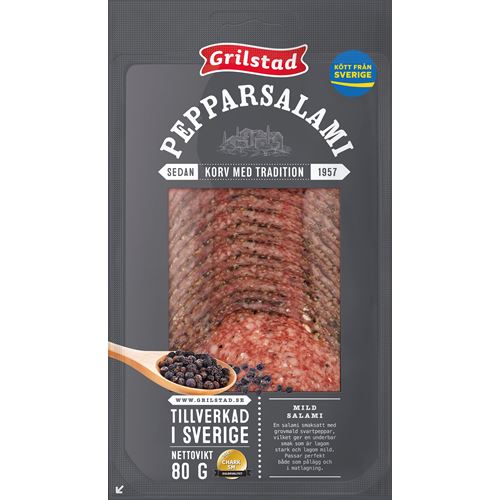 Grilstad
KÖTT FRÅN
SVERIGE
PEPPARSALAMI
SEDAN KORV MED TRADITION 1957
WWW.GRILSTAD.SE
TILLVERKAD
I SVERIGE
NETTOVIKT
80 G
CHARK
SM
MILD
SALAMI
En salami smaksatt med
grovmald svartpeppar,
vilket ger en underbar
smak som är lagom
stark och lagom mild.
Passar perfekt
både som pålägg och
i matlagning.